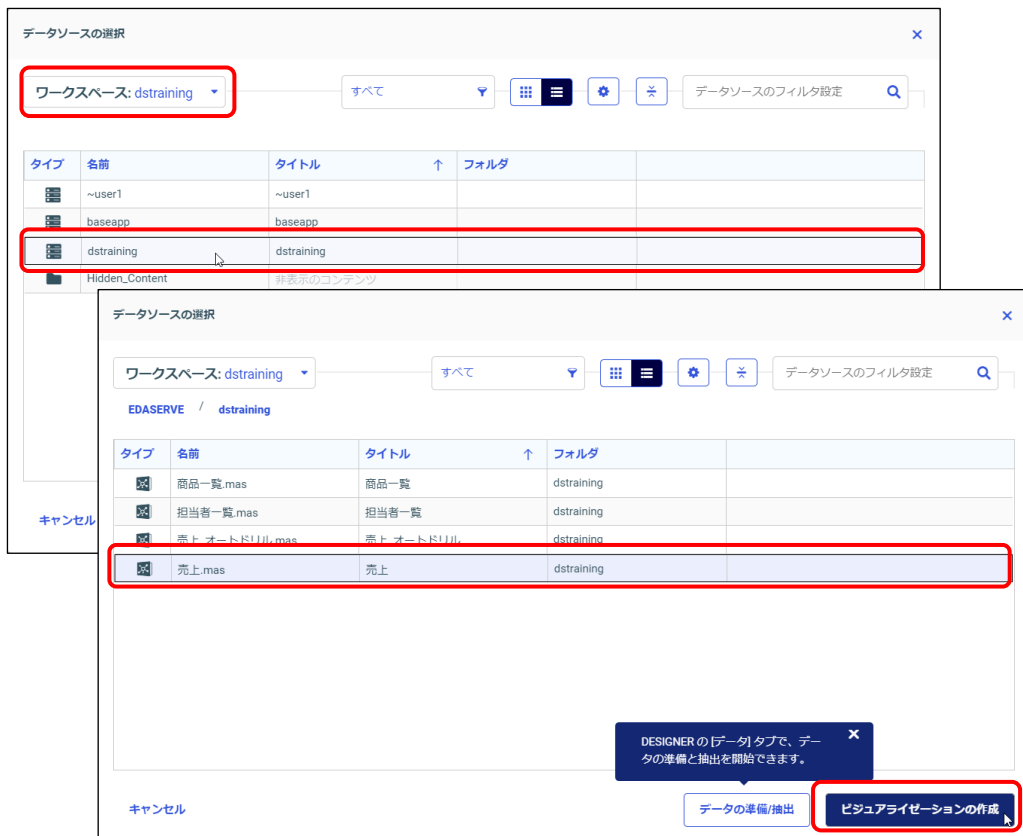 データソースの選択
ワークスペース: dstraining
すべて
データソースのフィルタ設定
タイプ 名前 タイトル フォルダ
~user1 ~user1
baseapp baseapp
dstraining dstraining
Hidden_Content 非表示のコンテンツ
キャンセル
データソースの選択
ワークスペース: dstraining
すべて
データソースのフィルタ設定
EDASERVE / dstraining
タイプ 名前 タイトル フォルダ
商品一覧.mas 商品一覧 dstraining
担当者一覧.mas 担当者一覧 dstraining
売上_オートドリル.mas 売上_オートドリル dstraining
売上.mas 売上 dstraining
DESIGNER の [データ] タブで、デー
タの準備と抽出を開始できます。
キャンセル
データの準備/抽出
ビジュアライゼーションの作成